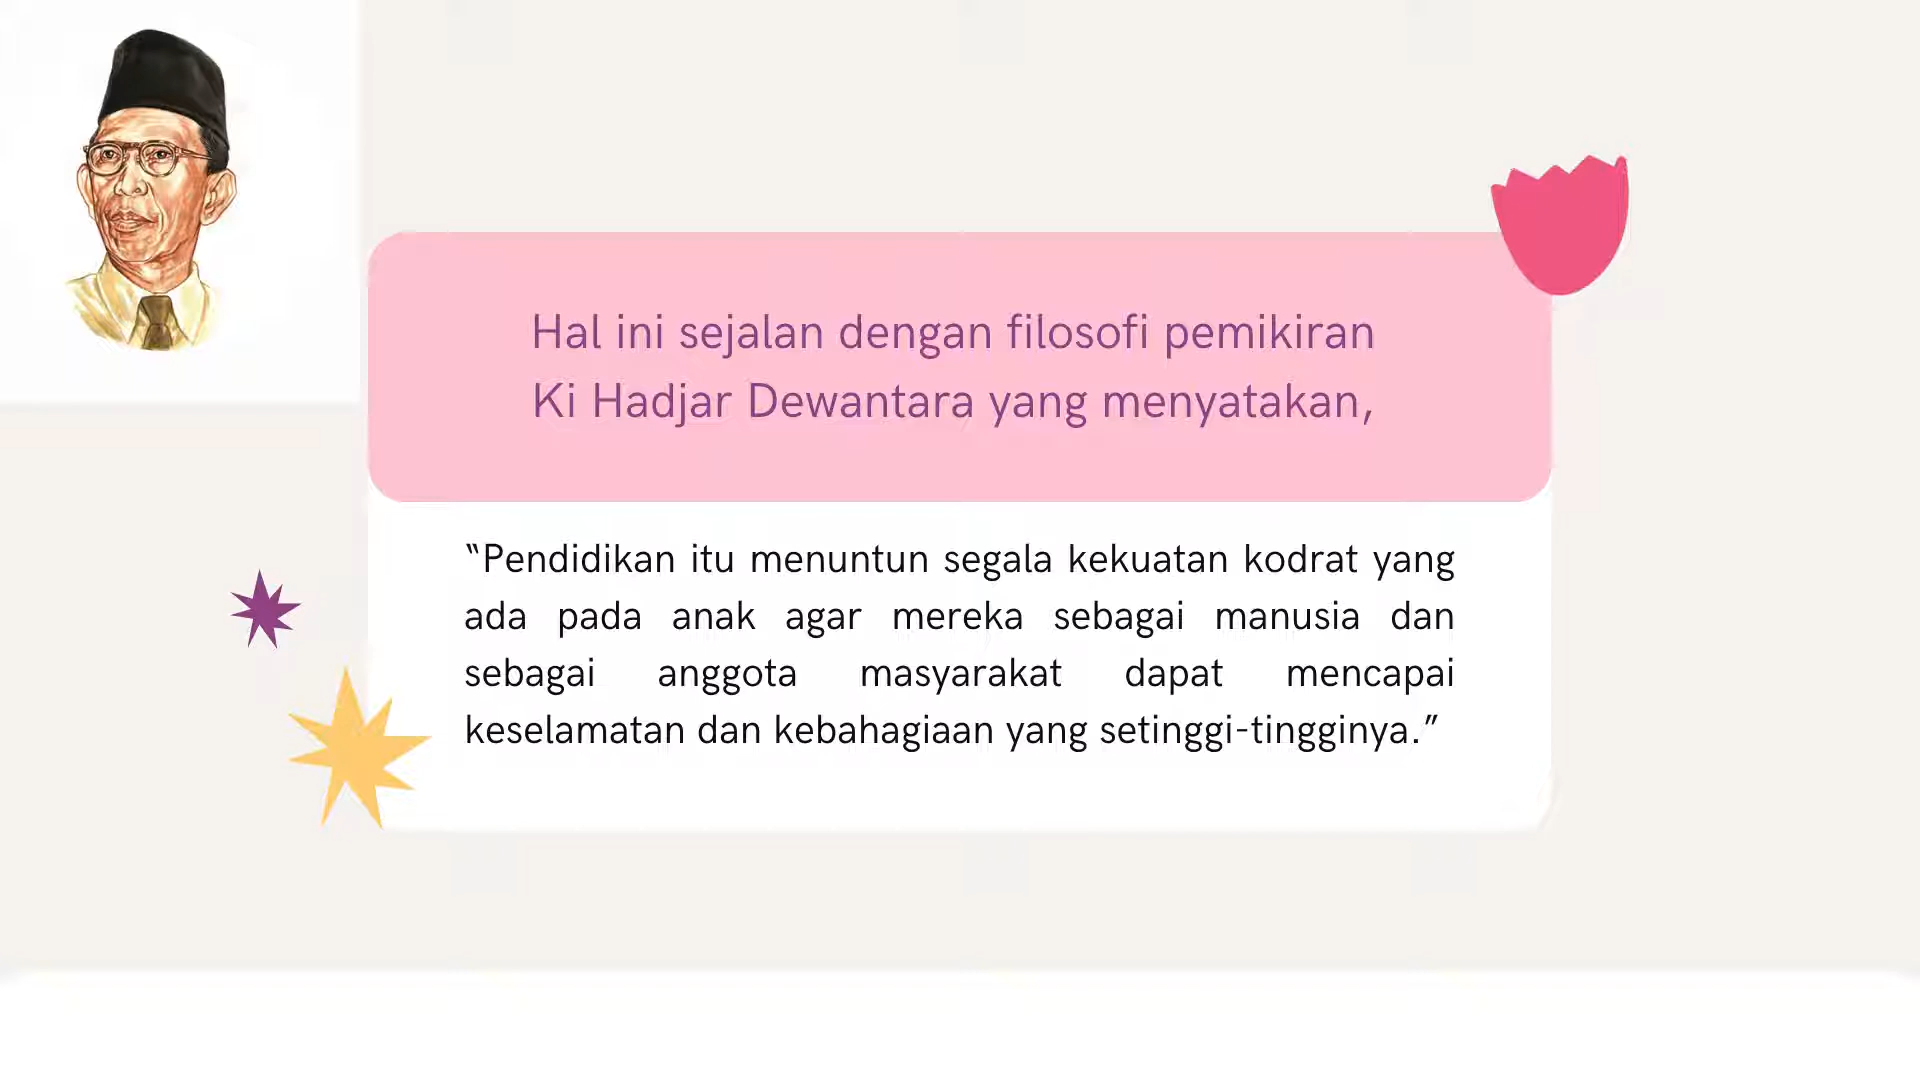 Hal ini sejalan dengan filosofi pemikiran
Ki Hadjar Dewantara yang menyatakan,
“Pendidikan itu menuntun segala kekuatan kodrat yang
ada pada anak agar mereka sebagai manusia dan
sebagai anggota masyarakat dapat mencapai
keselamatan dan kebahagiaan yang setinggi-tingginya.”